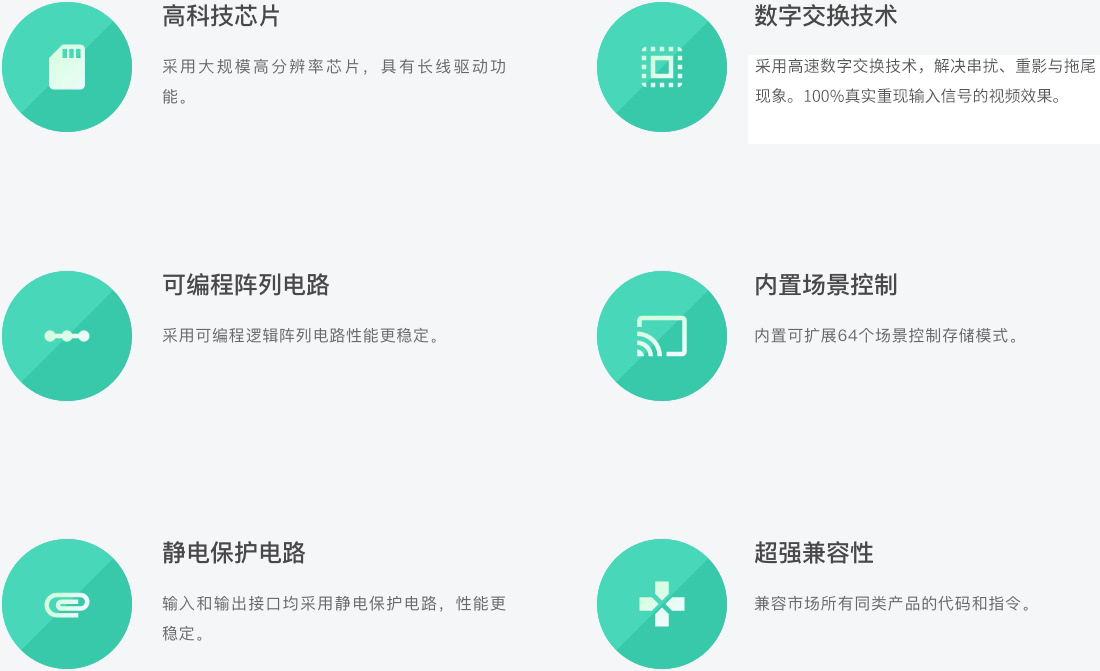 高科技芯片
采用大规模高分辨率芯片，具有长线驱动功
能。
数字交换技术
采用高速数字交换技术，解决串扰、重影与拖尾
现象。100%真实重现输入信号的视频效果。
可编程阵列电路
采用可编程逻辑阵列电路性能更稳定。
内置场景控制
内置可扩展64个场景控制存储模式。
静电保护电路
输入和输出接口均采用静电保护电路，性能更
稳定。
超强兼容性
兼容市场所有同类产品的代码和指令。